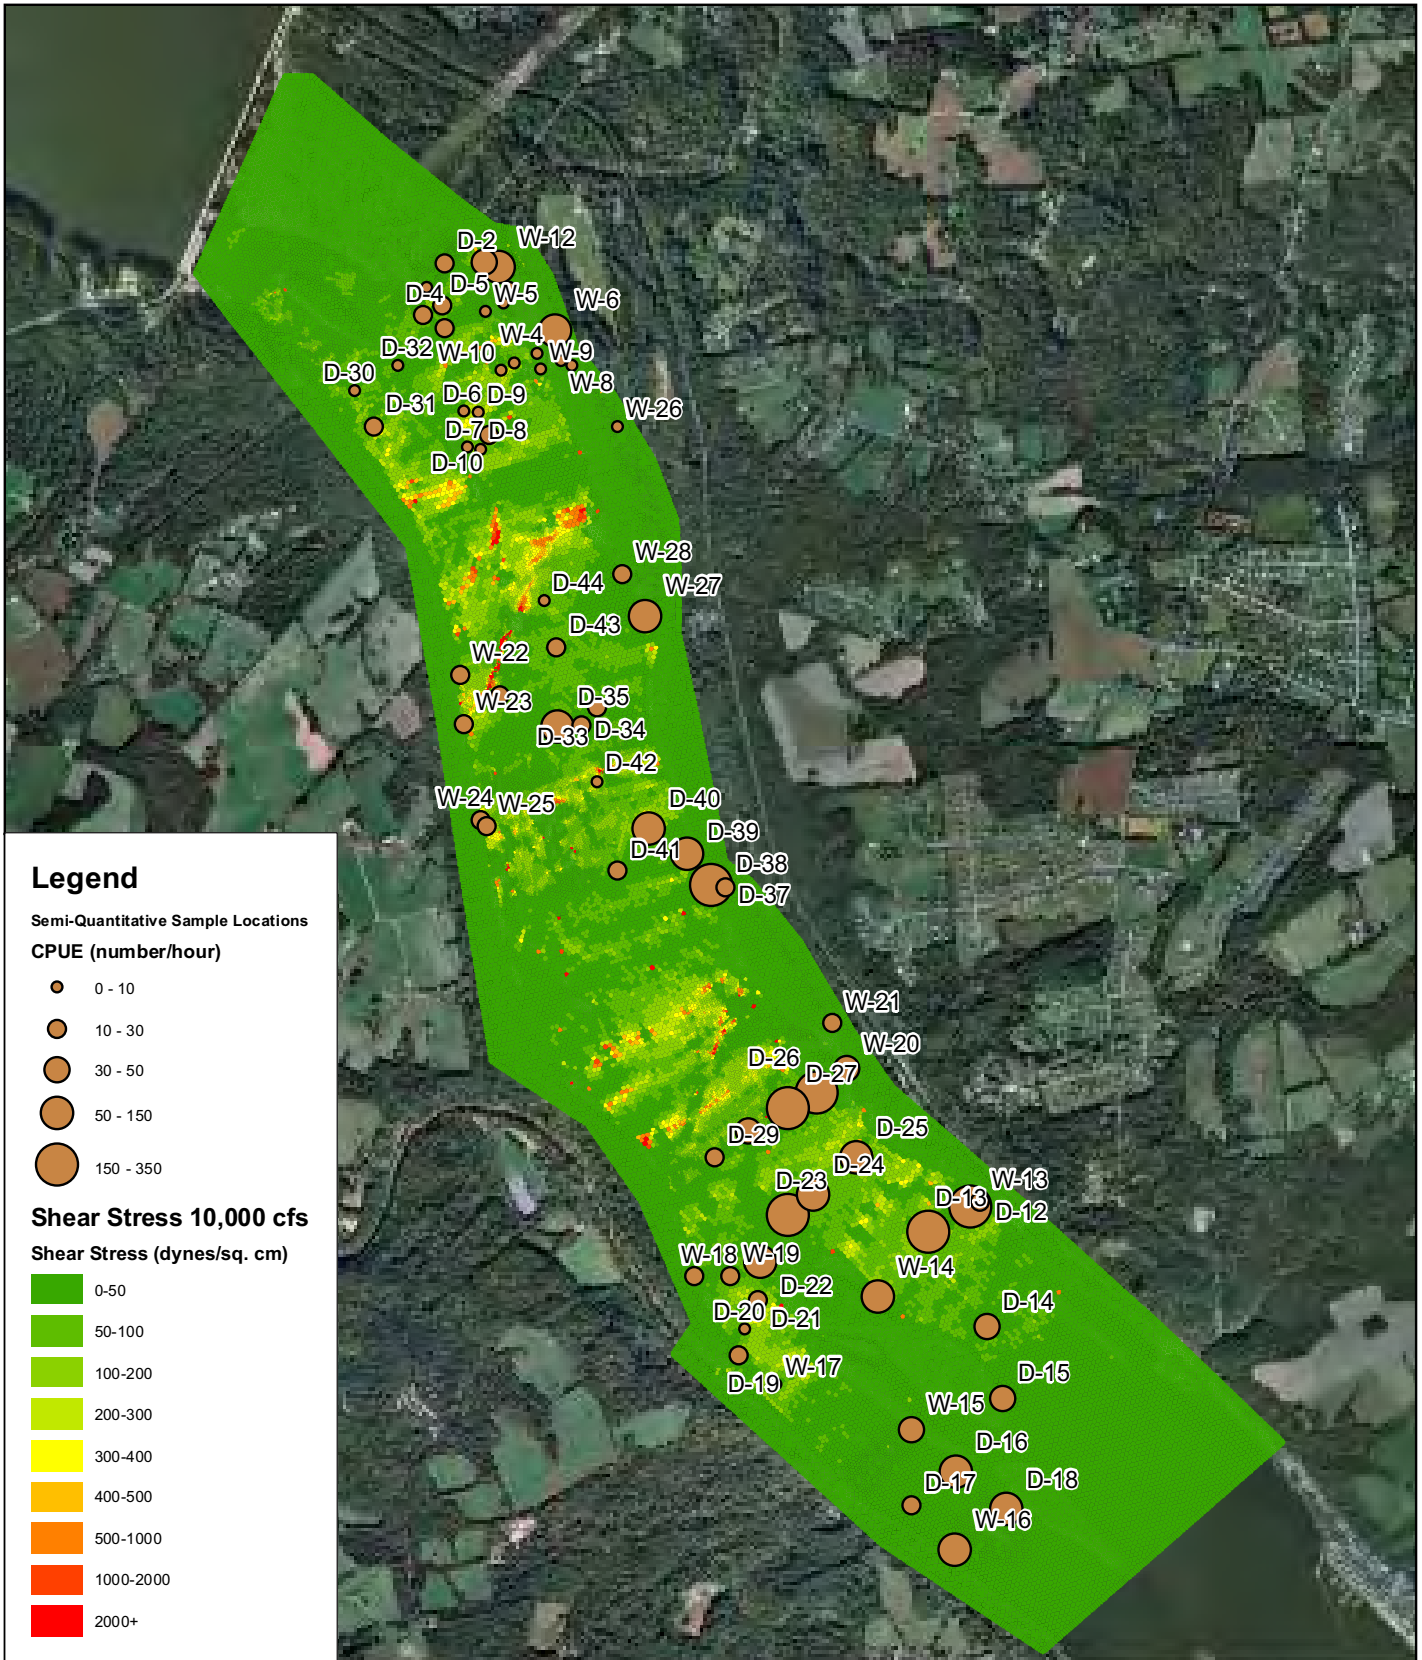 D-2
W-12
D-5
D-4
W-5
W-6
W-4
D-32
W-10
W-9
D-30
W-8
D-6
D-9
D-31
W-26
D-7
D-8
D-10
W-28
D-44
W-27
D-43
W-22
W-23
D-35
D-33
D-34
D-42
W-24
W-25
D-40
D-39
D-41
D-38
D-37
W-21
W-20
D-26
D-27
D-29
D-25
D-24
D-23
W-13
D-13
D-12
W-18
W-19
W-14
D-22
D-20
D-21
D-14
W-17
D-19
D-15
W-15
D-16
D-17
D-18
W-16
Legend
Semi-Quantitative Sample Locations
CPUE (number/hour)
0 - 10
10 - 30
30 - 50
50 - 150
150 - 350
Shear Stress 10,000 cfs
Shear Stress (dynes/sq. cm)
0-50
50-100
100-200
200-300
300-400
400-500
500-1000
1000-2000
2000+